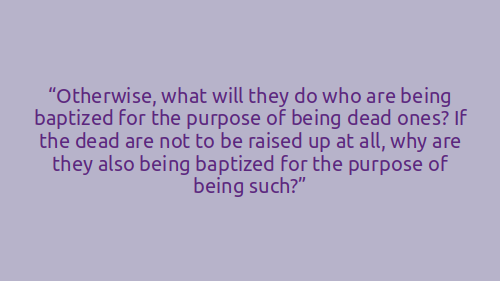 “Otherwise, what will they do who are being
baptized for the purpose of being dead ones? If
the dead are not to be raised up at all, why are
they also being baptized for the purpose of
being such?”